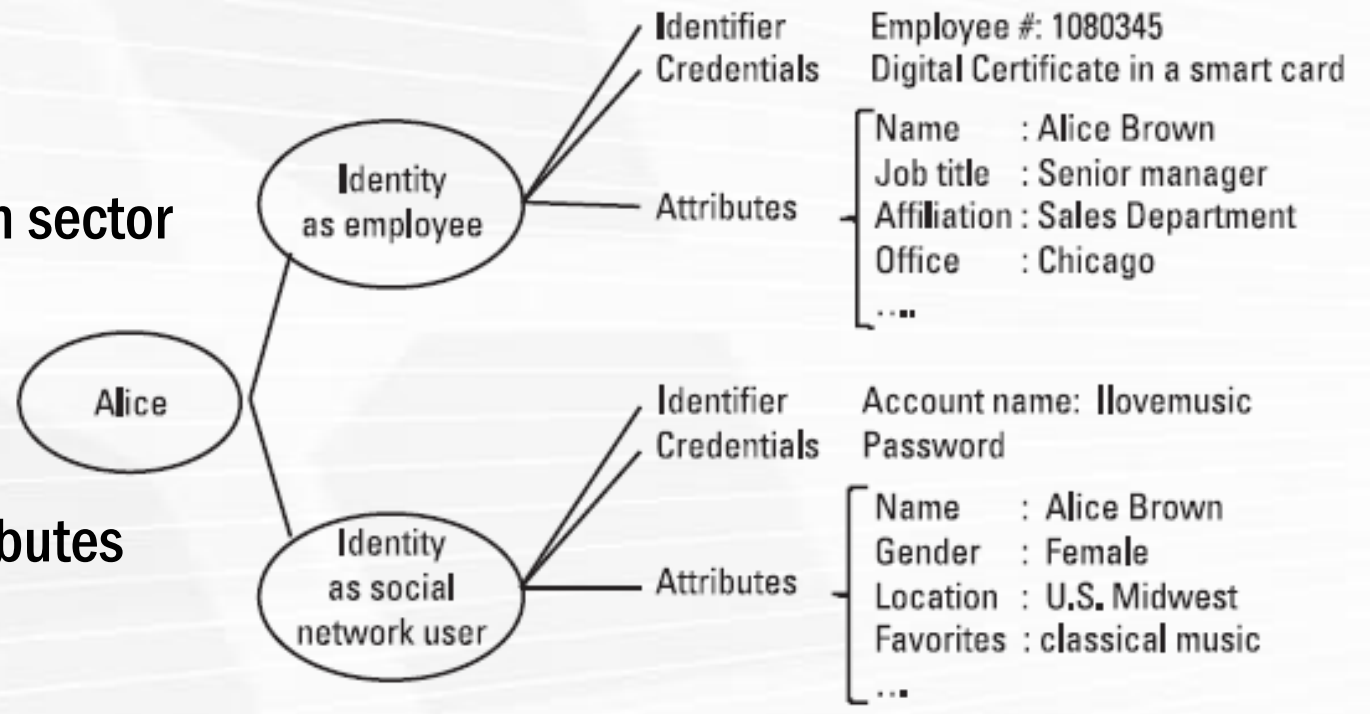 Identifier Employee #: 1080345
Credentials Digital Certificate in a smart card
Name : Alice Brown
Job title : Senior manager
Affiliation : Sales Department
Office : Chicago
....
Attributes
Identity
as employee
sector
Alice
Identifier Account name: Ilovemusic
Credentials Password
Name : Alice Brown
Gender : Female
Location : U.S. Midwest
Favorites : classical music
...
Attributes
Identity
as social
network user
butes